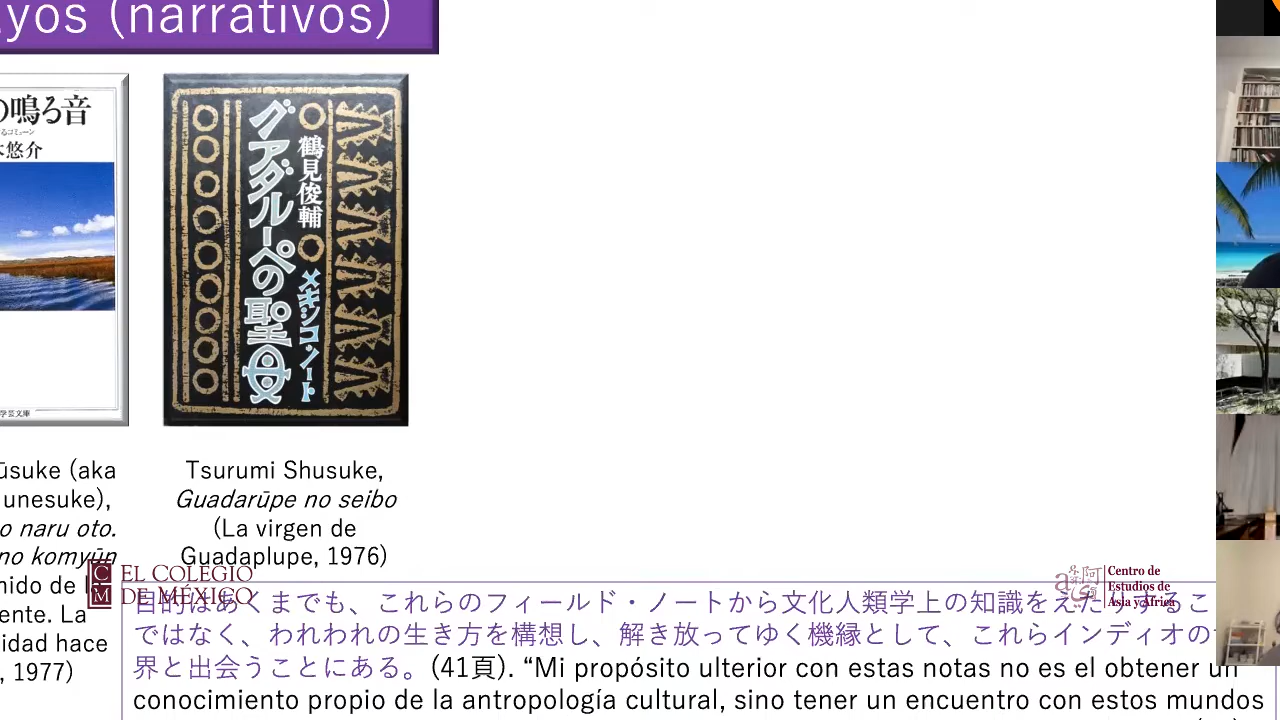 yos (narrativos)
の鳴る音
木悠介
学芸文庫
グアダルーペの聖母
鶴見俊輔
メキシコ・ノート
ūsuke (aka
unesuke),
o naru oto.
no komyūn
nido de l
ente. La
idad hace
, 1977)
Tsurumi Shusuke,
Guadarūpe no seibo
(La virgen de
Guadaplupe, 1976)
CM
EL COLEGIO
DE MÉXICO
Centro de
Estudios de
Asia y África
目的はあくまでも、これらのフィールド・ノートから文化人類学上の知識をえた
ではなく、われわれの生き方を構想し、解き放ってゆく機縁として、これらインディオの
界と出会うことにある。(41頁). “Mi propósito ulterior con estas notas no es el obtener un
conocimiento propio de la antropología cultural, sino tener un encuentro con estos mundos